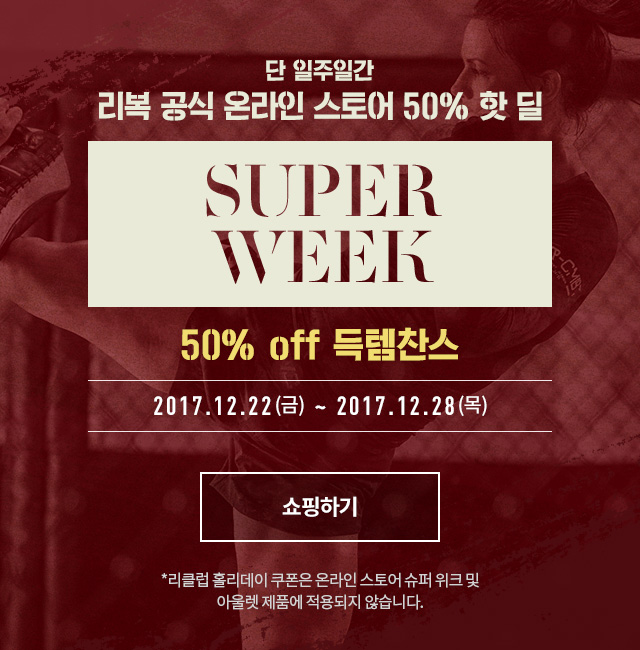 단 일주일간
리복 공식 온라인 스토어 50% 핫 딜
SUPER
WEEK
50% off 득템찬스
2017.12.22(금) ~ 2017.12.28(목)
쇼핑하기
*리클럽 홀리데이 쿠폰은 온라인 스토어 슈퍼 위크 및
아울렛 제품에 적용되지 않습니다.